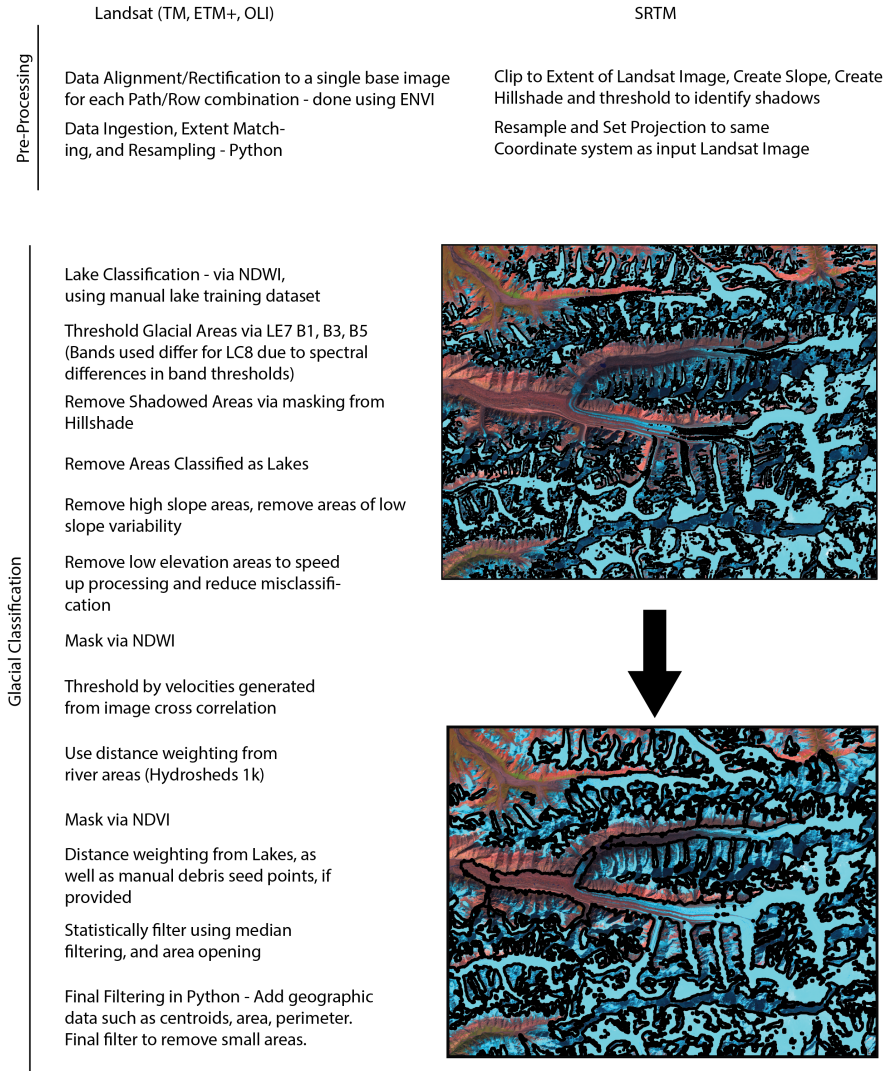 Landsat (TM, ETM+, OLI)
SRTM
Pre-Processing
Data Alignment/Rectification to a single base image
for each Path/Row combination - done using ENVI
Data Ingestion, Extent Match-
ing, and Resampling - Python
Clip to Extent of Landsat Image, Create Slope, Create
Hillshade and threshold to identify shadows
Resample and Set Projection to same
Coordinate system as input Landsat Image
Glacial Classification
Lake Classification - via NDWI,
using manual lake training dataset
Threshold Glacial Areas via LE7 B1, B3, B5
(Bands used differ for LC8 due to spectral
differences in band thresholds)
Remove Shadowed Areas via masking from
Hillshade
Remove Areas Classified as Lakes
Remove high slope areas, remove areas of low
slope variability
Remove low elevation areas to speed
up processing and reduce misclassifi-
cation
Mask via NDWI
Threshold by velocities generated
from image cross correlation
Use distance weighting from
river areas (Hydrosheds 1k)
Mask via NDVI
Distance weighting from Lakes, as
well as manual debris seed points, if
provided
Statistically filter using median
filtering, and area opening
Final Filtering in Python - Add geographic
data such as centroids, area, perimeter.
Final filter to remove small areas.